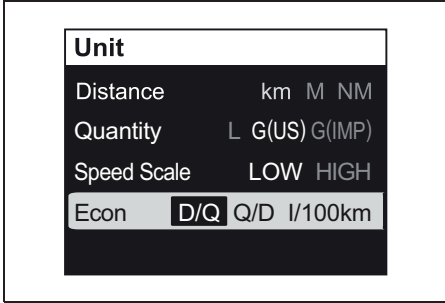 Unit
Distance km M NM
Quantity L G(US) G(IMP)
Speed Scale LOW HIGH
Econ D/Q Q/D l/100km